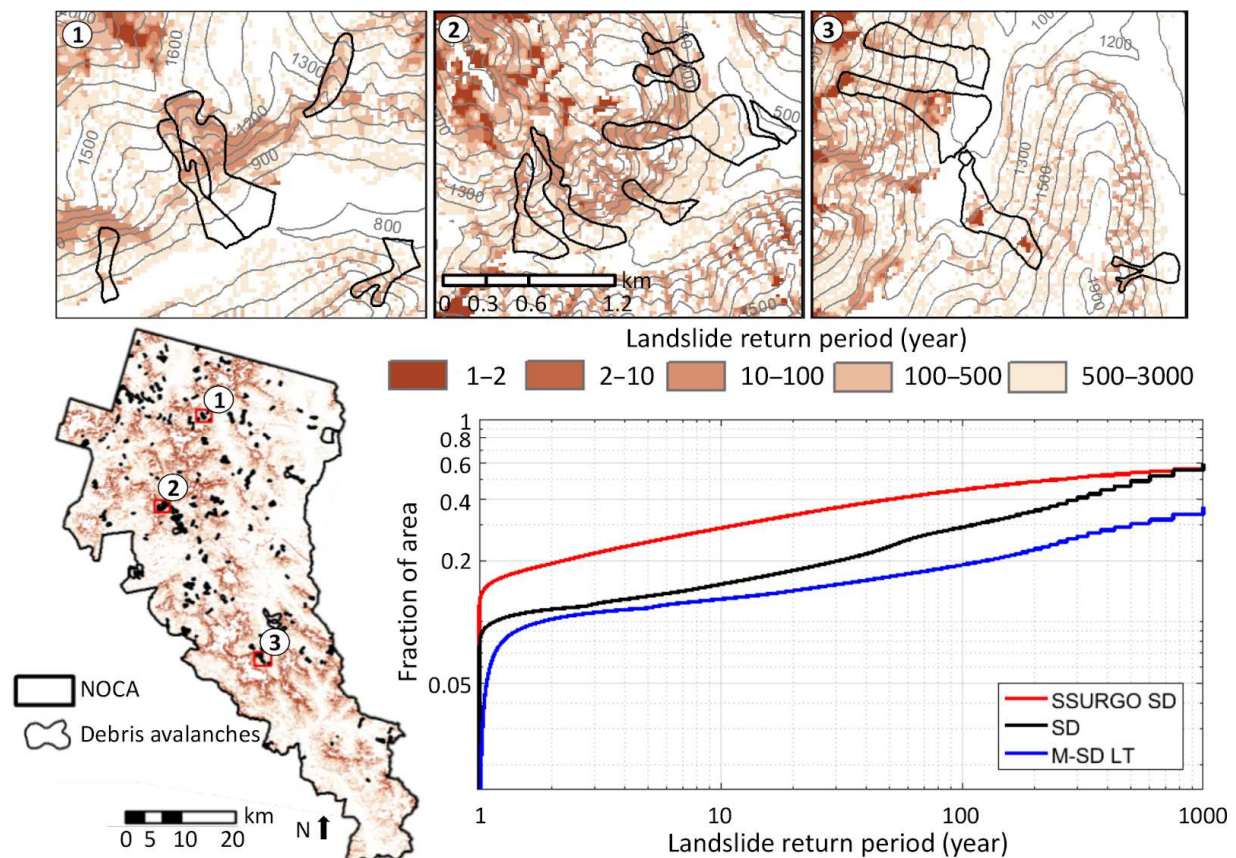 1
1600
1300
1500
1200
900
800
2
500
1300
km
0 0.3 0.6 1.2
1500
3
100
1200
1300
1500
1900
Landslide return period (year)
1–2 2–10 10–100 100–500 500–3000
1
2
3
NOCA
Debris avalanches
km
0 5 10 20
N
Fraction of area
1
0.8
0.6
0.4
0.2
0.05
SSURGO SD
SD
M-SD LT
1 10 100 1000
Landslide return period (year)